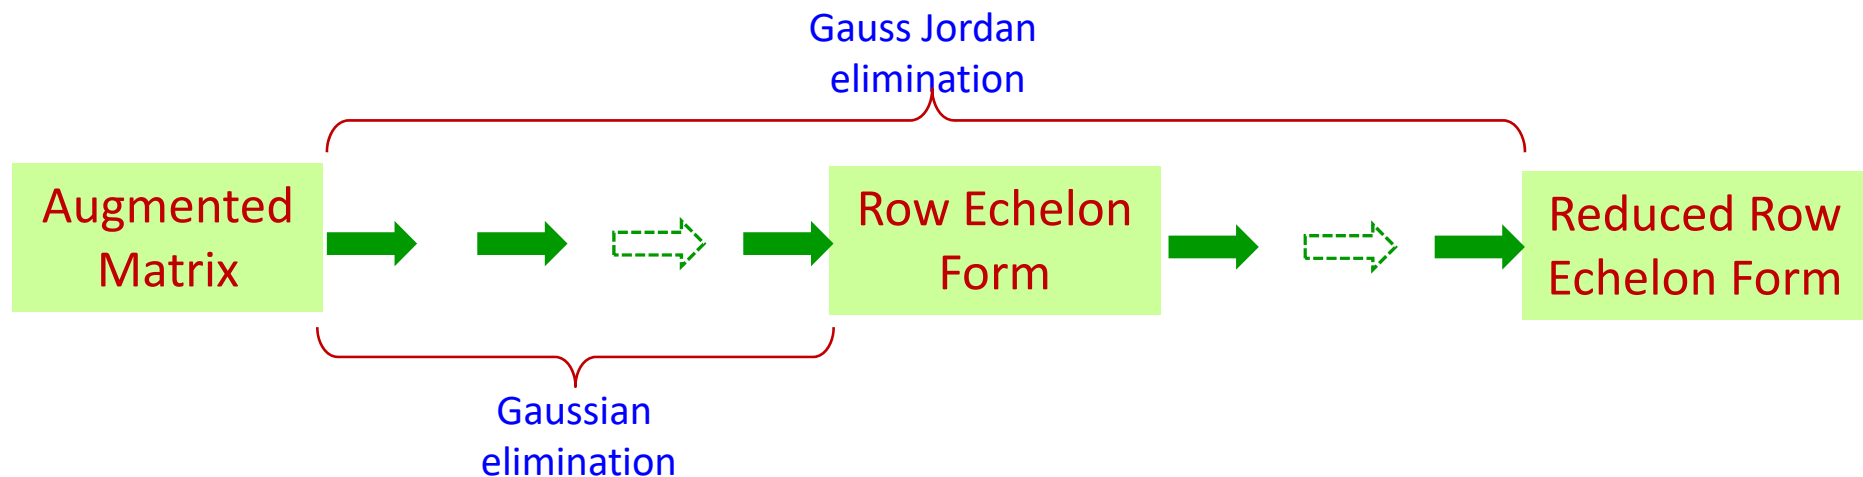 Gauss Jordan
elimination
Augmented
Matrix
Row Echelon
Form
Reduced Row
Echelon Form
Gaussian
elimination